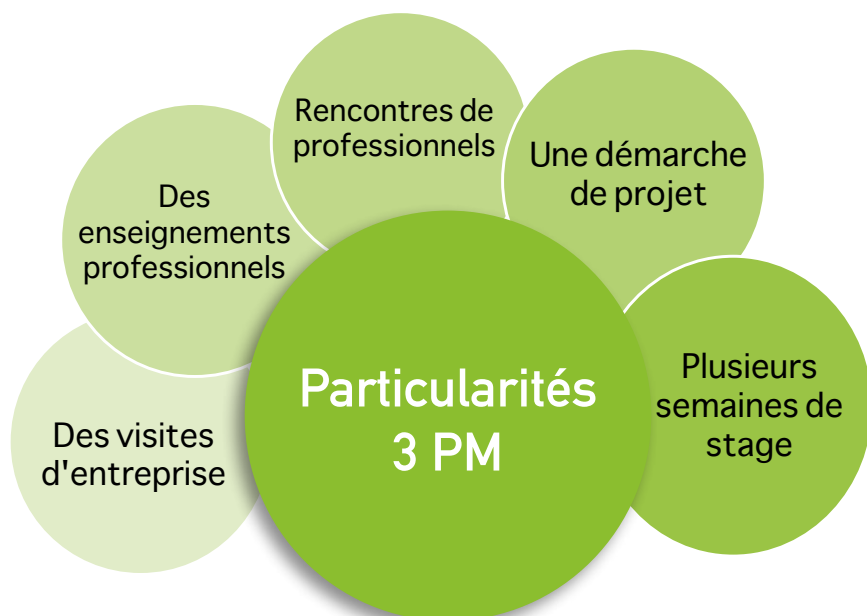 Rencontres de
professionnels
Une démarche
de projet
Des
enseignements
professionnels
Particularités
3 PM
Plusieurs
semaines de
stage
Des visites
d'entreprise